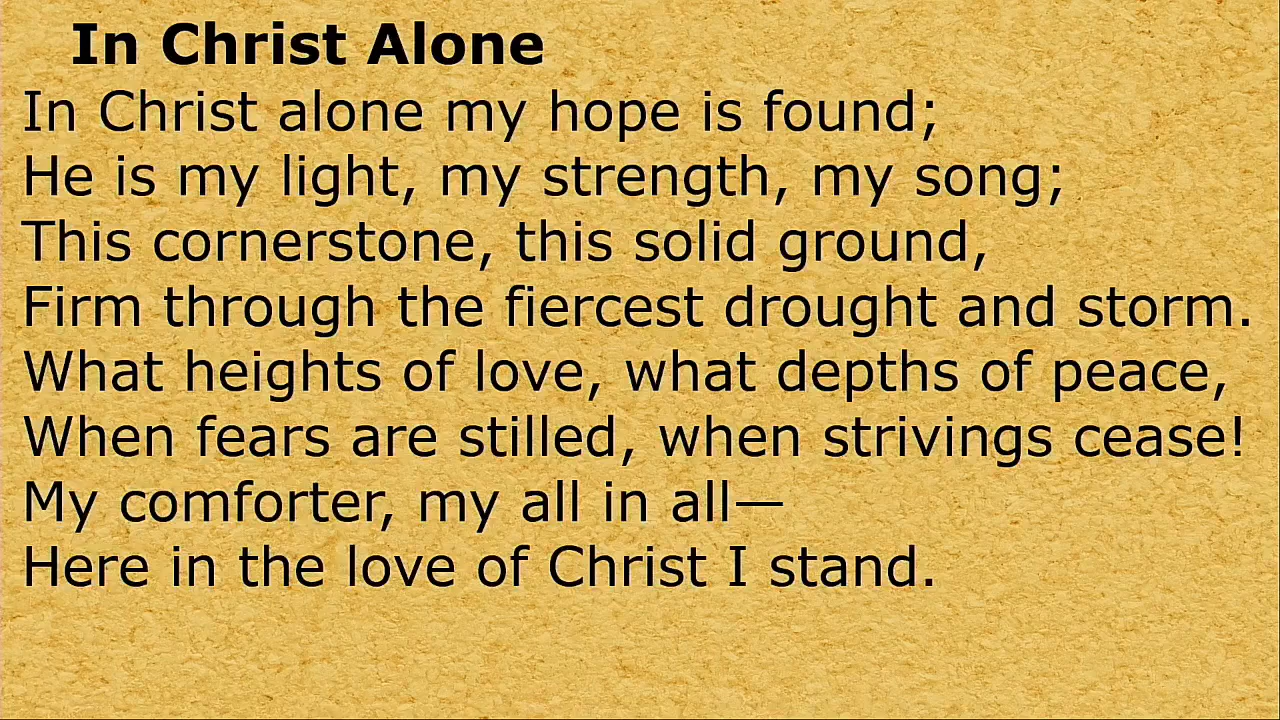 In Christ Alone
In Christ alone my hope is found;
He is my light, my strength, my song;
This cornerstone, this solid ground,
Firm through the fiercest drought and storm.
What heights of love, what depths of peace,
When fears are stilled, when strivings cease!
My comforter, my all in all—
Here in the love of Christ I stand.